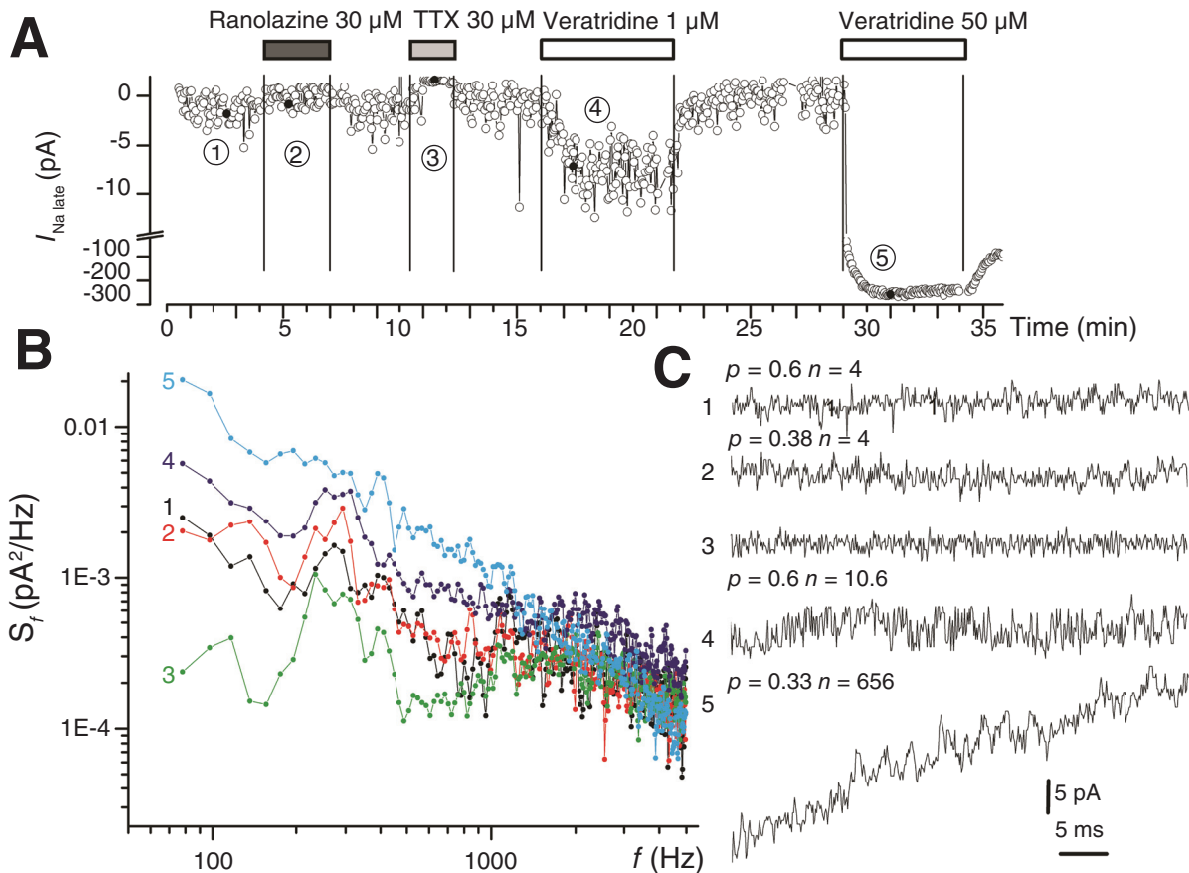 A
Ranolazine 30 µM TTX 30 µM Veratridine 1 µM Veratridine 50 µM
I Na late (pA)
0
-5
-10
-100
-200
-300
1 2 3 4 5
0 5 10 15 20 25 30 35 Time (min)
B
S f (pA²/Hz)
0.01
1E-3
1E-4
5
4
1
2
3
100 1000 f (Hz)
C
p = 0.6 n = 4
1
p = 0.38 n = 4
2
3
p = 0.6 n = 10.6
4
p = 0.33 n = 656
5
5 pA
5 ms